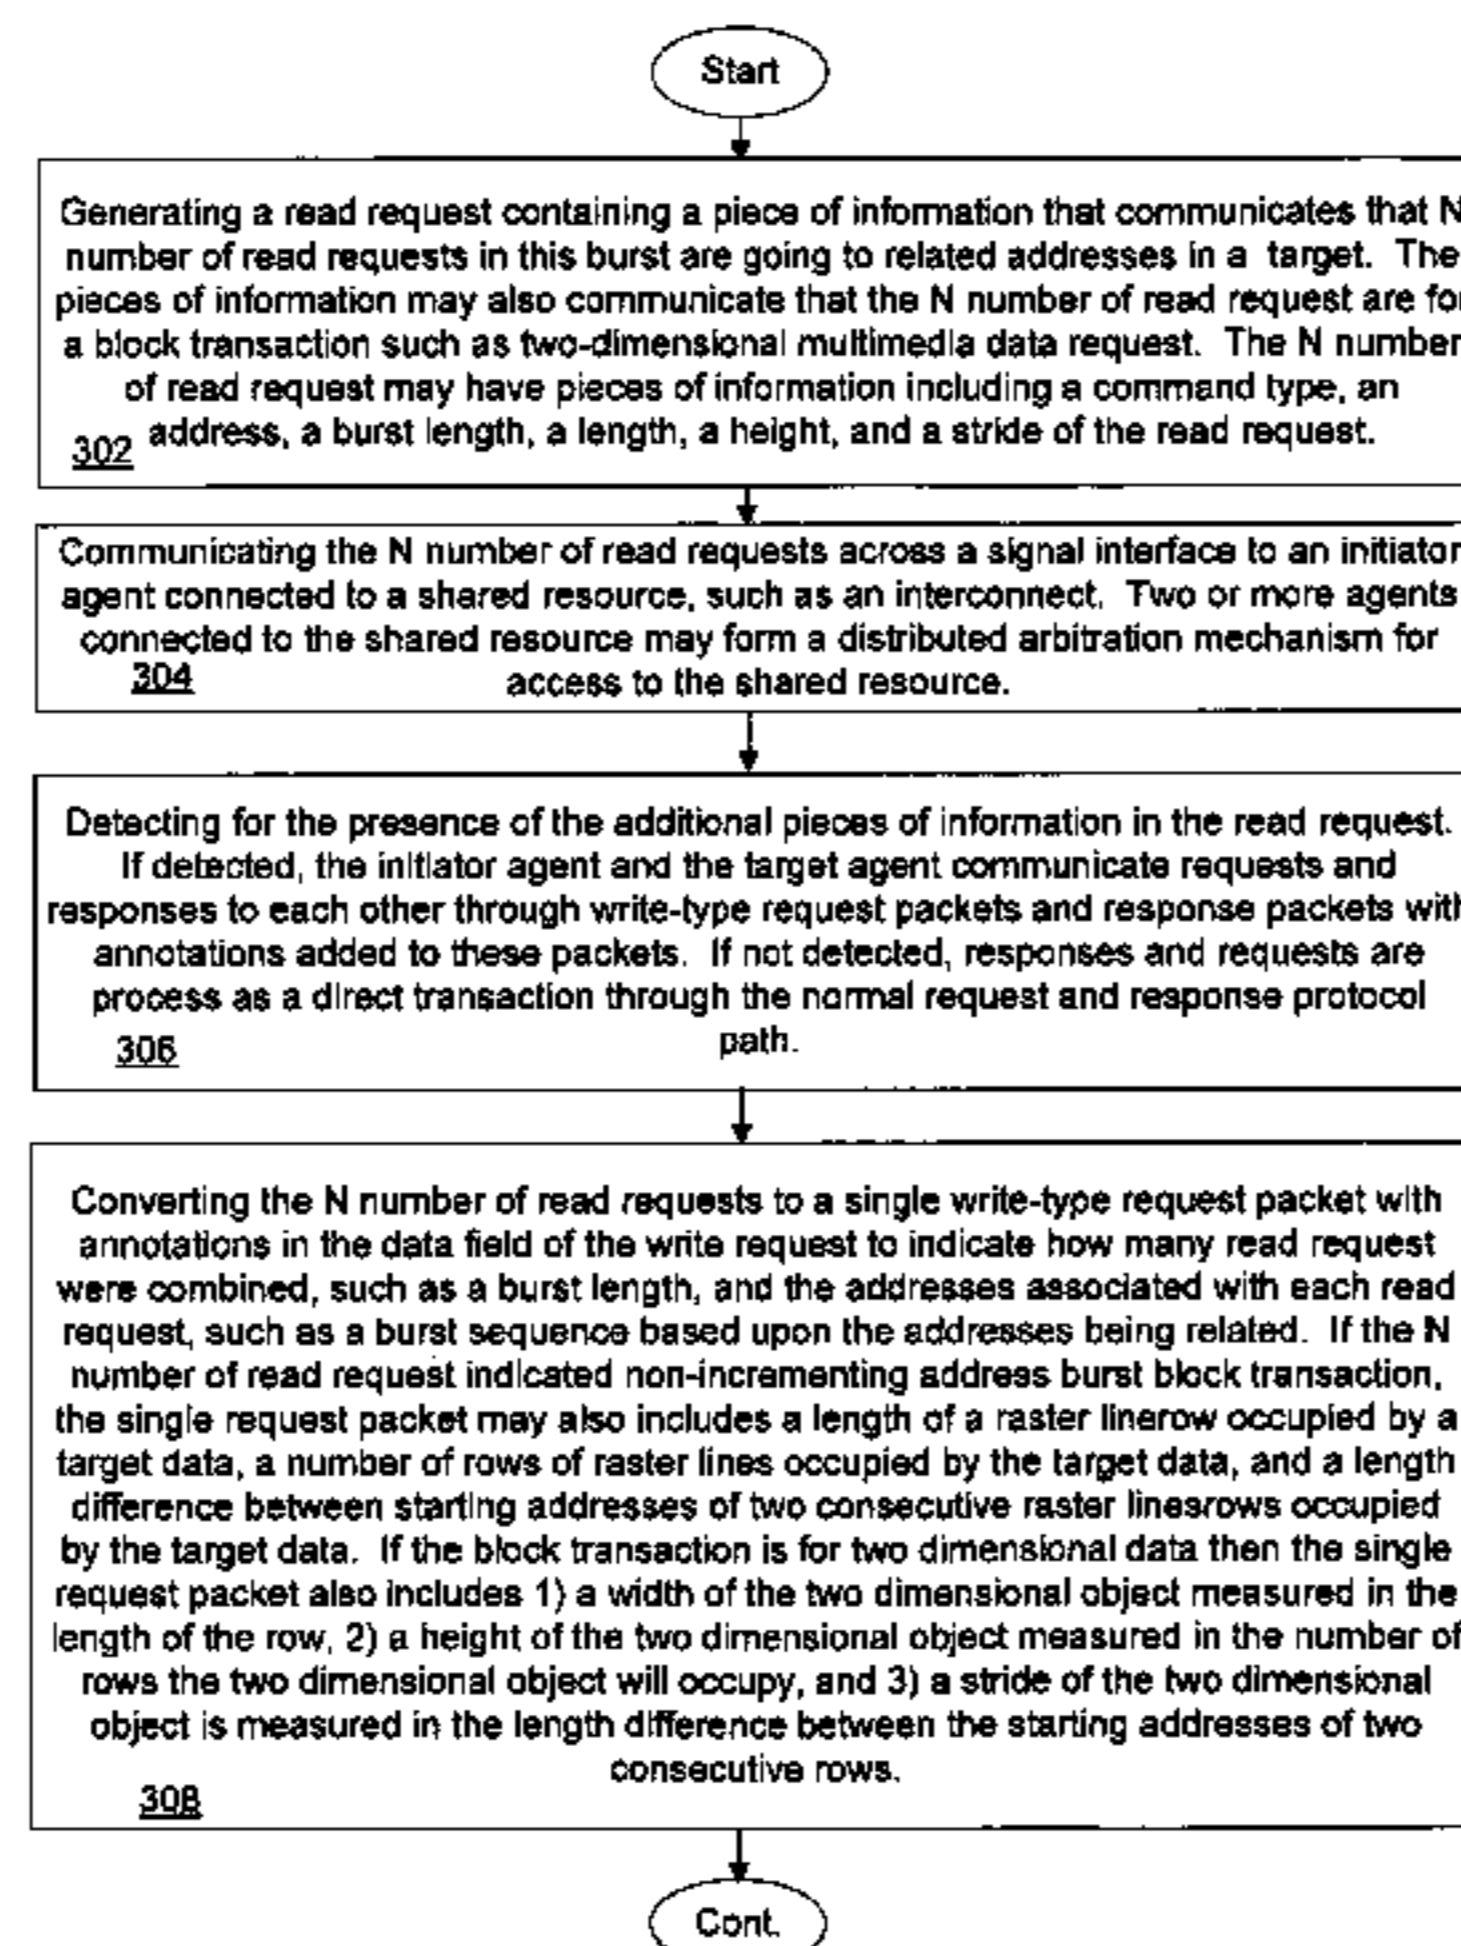 Start
Generating a read request containing a piece of information that communicates that N
number of read requests in this burst are going to related addresses in a target. The
pieces of information may also communicate that the N number of read request are for
a block transaction such as two-dimensional multimedia data request. The N number
of read request may have pieces of information including a command type, an
address, a burst length, a length, a height, and a stride of the read request.
302
Communicating the N number of read requests across a signal interface to an initiator
agent connected to a shared resource, such as an interconnect. Two or more agents
connected to the shared resource may form a distributed arbitration mechanism for
access to the shared resource.
304
Detecting for the presence of the additional pieces of information in the read request.
If detected, the initiator agent and the target agent communicate requests and
responses to each other through write-type request packets and response packets with
annotations added to these packets. If not detected, responses and requests are
process as a direct transaction through the normal request and response protocol
path.
306
Converting the N number of read requests to a single write-type request packet with
annotations in the data field of the write request to indicate how many read request
were combined, such as a burst length, and the addresses associated with each read
request, such as a burst sequence based upon the addresses being related. If the N
number of read request indicated non-incrementing address burst block transaction,
the single request packet may also includes a length of a raster linerow occupied by a
target data, a number of rows of raster lines occupied by the target data, and a length
difference between starting addresses of two consecutive raster linesrows occupied
by the target data. If the block transaction is for two dimensional data then the single
request packet also includes 1) a width of the two dimensional object measured in the
length of the row, 2) a height of the two dimensional object measured in the number of
rows the two dimensional object will occupy, and 3) a stride of the two dimensional
object is measured in the length difference between the starting addresses of two
consecutive rows.
308
Cont.